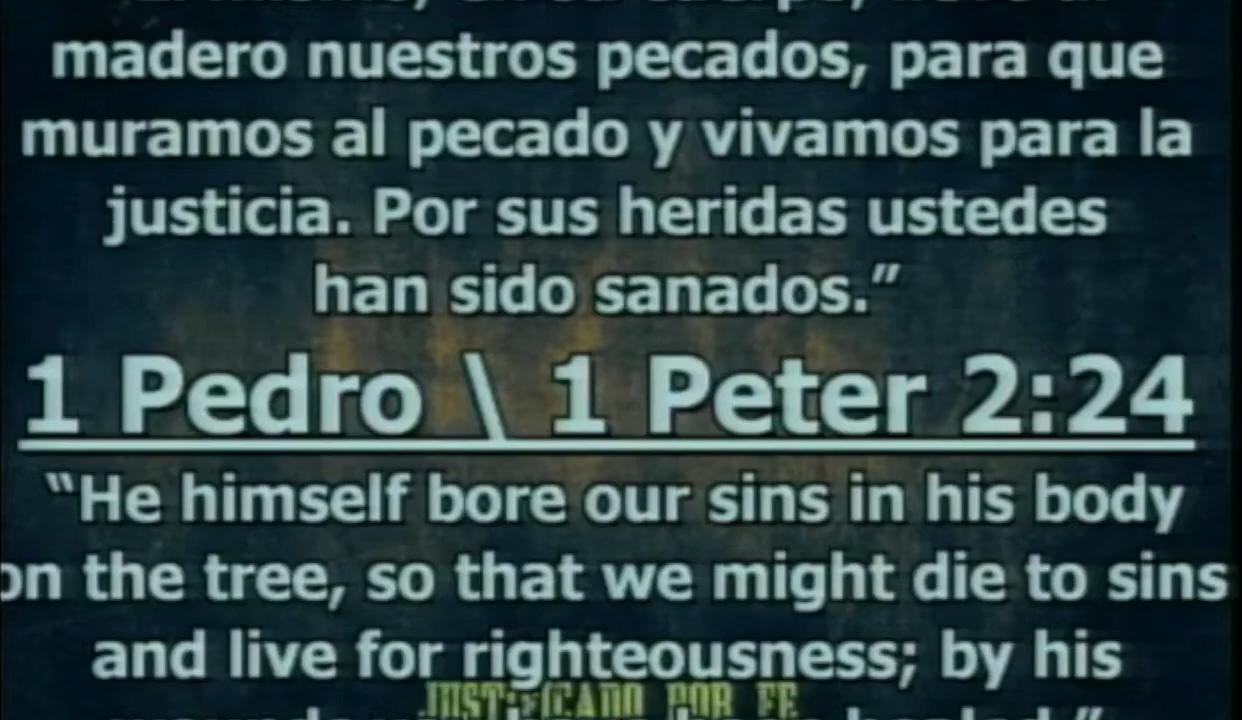 madero nuestros pecados, para que
muramos al pecado y vivamos para la
justicia. Por sus heridas ustedes
han sido sanados.”
1 Pedro \ 1 Peter 2:24
“He himself bore our sins in his body
on the tree, so that we might die to sins
and live for righteousness; by his
JUSTIFICADO POR FE